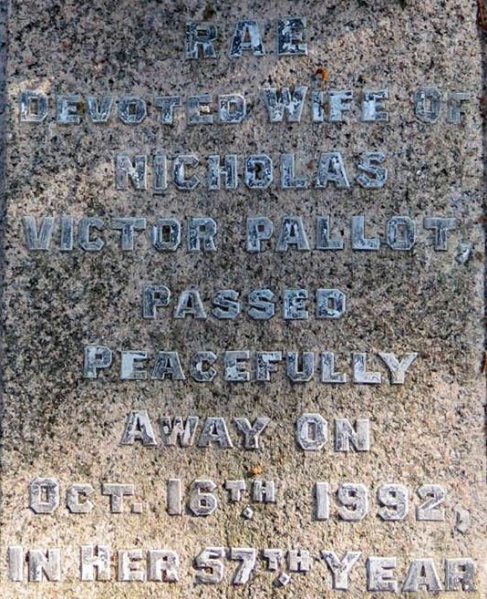 RAE
DEVOTED WIFE OF
NICHOLAS
VICTOR PALLOT,
PASSED
PEACEFULLY
AWAY ON
OCT. 16TH, 1992,
IN HER 57TH YEAR